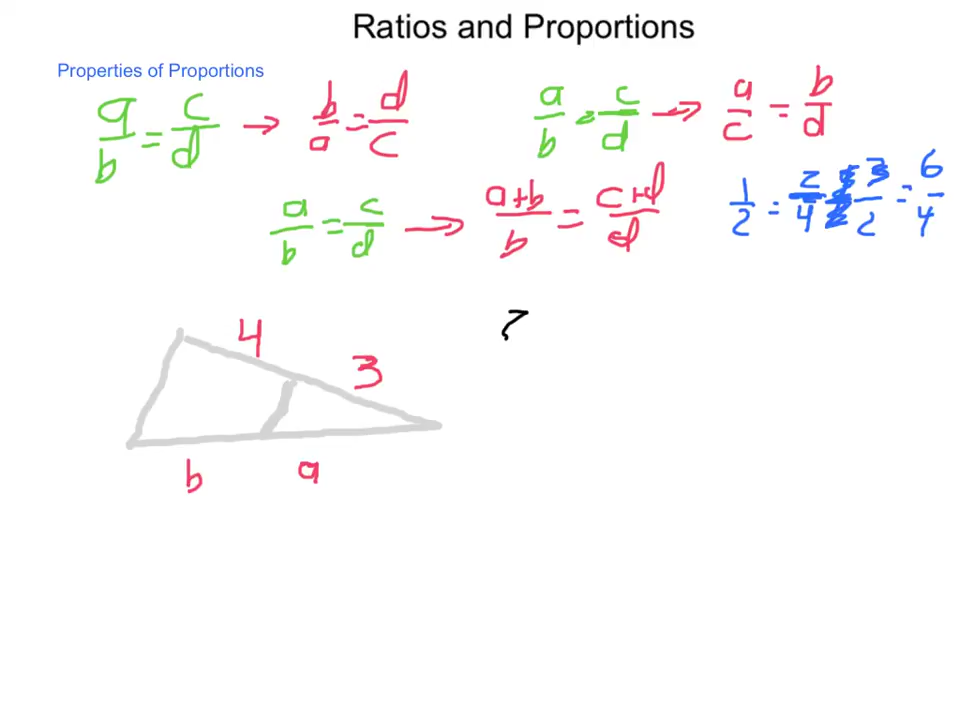 Ratios and Proportions
Properties of Proportions
a/b = c/d → b/a = d/c
a/b = c/d → a/c = b/d
a/b = c/d → a+b/b = c+d/d
1/2 = 2/4 3/2 = 6/4
4
3
b
a